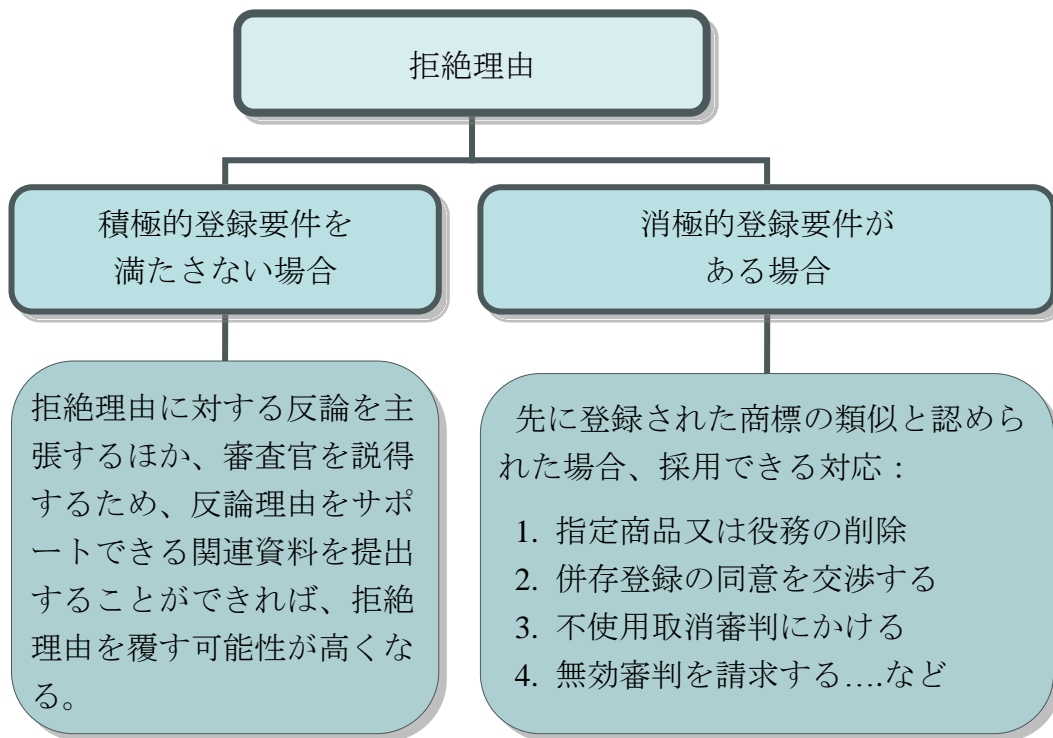 拒絶理由
積極的登録要件を
満たさない場合
消極的登録要件が
ある場合
拒絶理由に対する反論を主
張するほか、審査官を説得
するため、反論理由をサポ
ートできる関連資料を提出
することができれば、拒絶
理由を覆す可能性が高くな
る。
先に登録された商標の類似と認めら
れた場合、採用できる対応：
1. 指定商品又は役務の削除
2. 併存登録の同意を交渉する
3. 不使用取消審判にかける
4. 無効審判を請求する….など